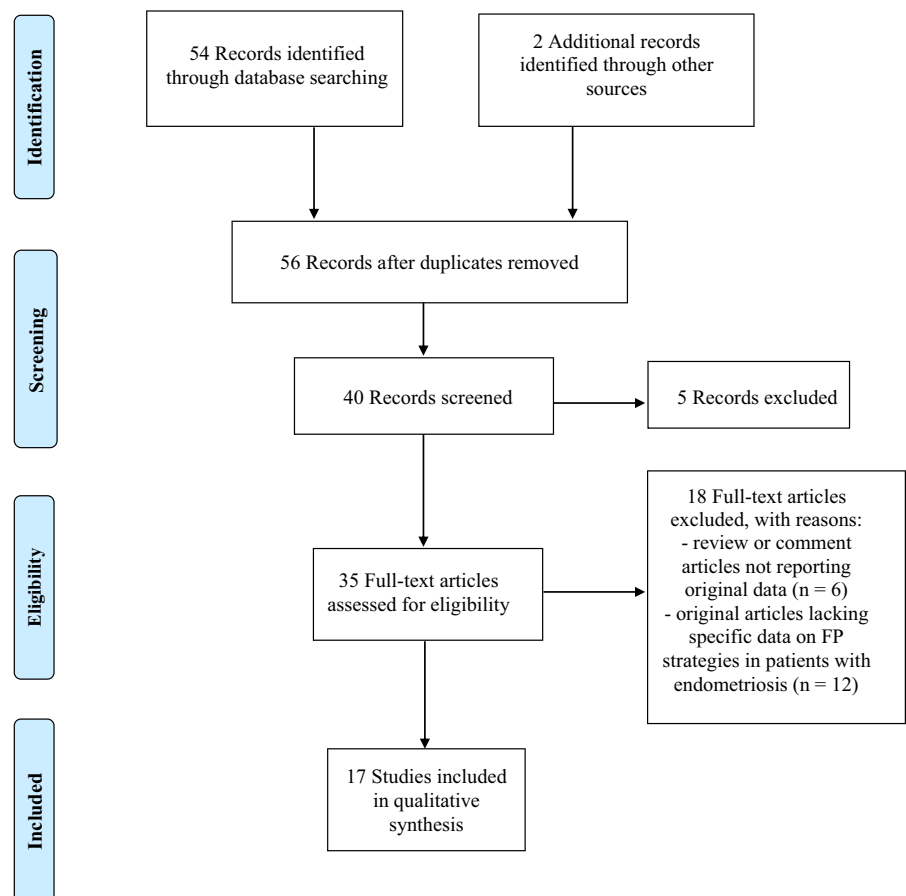 Identification
54 Records identified
through database searching
2 Additional records
identified through other
sources
Screening
56 Records after duplicates removed
40 Records screened
5 Records excluded
Eligibility
35 Full-text articles
assessed for eligibility
18 Full-text articles
excluded, with reasons:
- review or comment
articles not reporting
original data (n = 6)
- original articles lacking
specific data on FP
strategies in patients with
endometriosis (n = 12)
Included
17 Studies included
in qualitative
synthesis